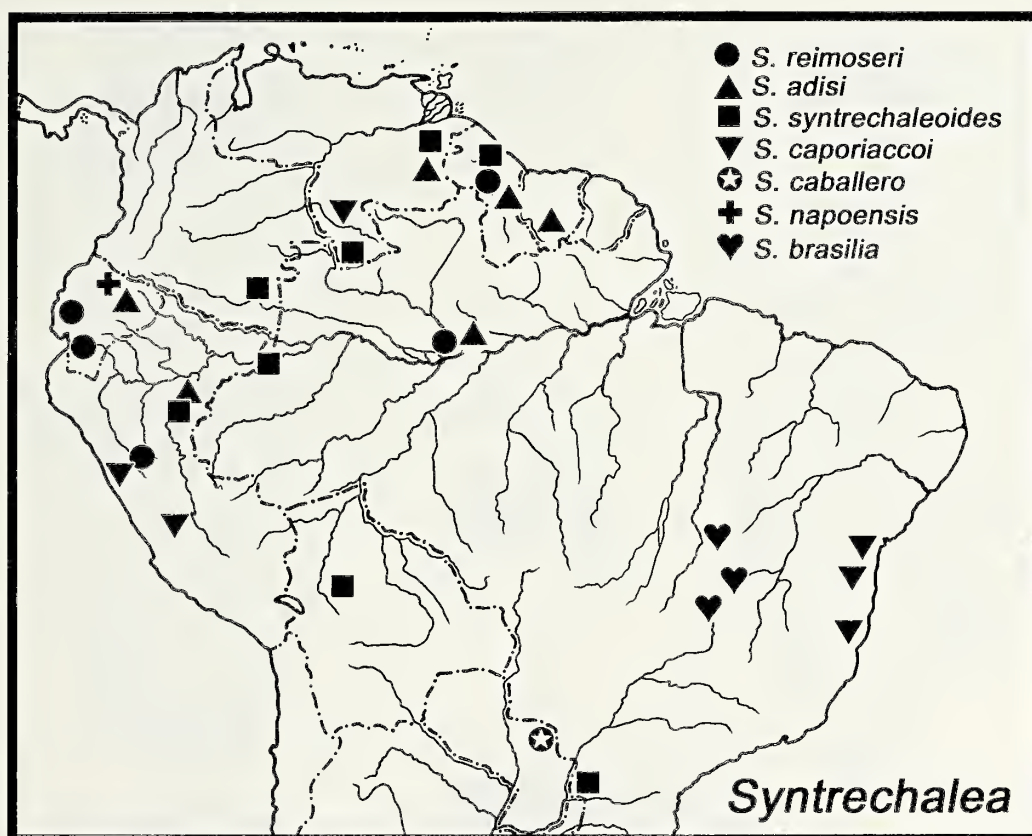 S. reimoseri
S. adisi
S. syntrechaleoides
S. caporiaccoi
S. caballero
S. napoensis
S. brasilia
Syntrechalea